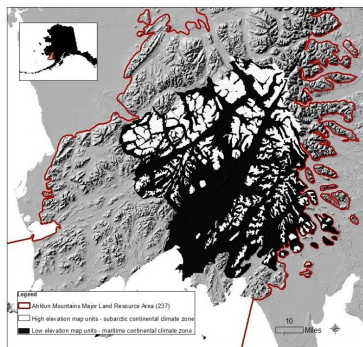 Legend
Ahklun Mountains Major Land Resource Area (237)
High elevation map units - subarctic continental climate zone
Low elevation map units - maritime continental climate zone
10
Miles